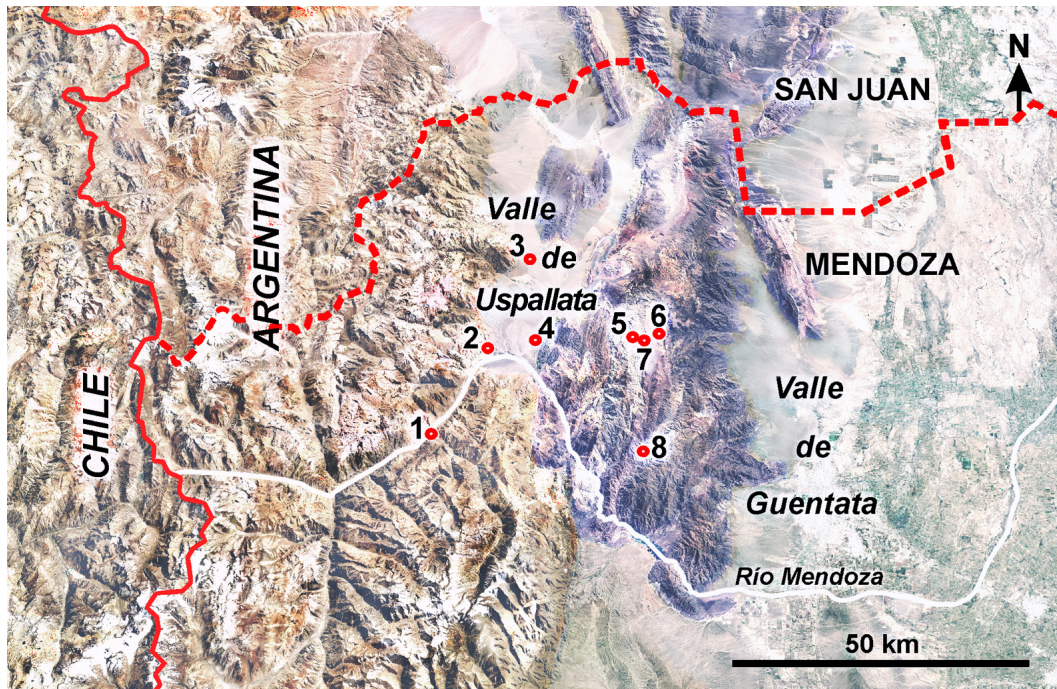 N
SAN JUAN
ARGENTINA
Valle
3
de
MENDOZA
Uspallata
2
4
5
6
7
CHILE
Valle
1
de
8
Guentata
Río Mendoza
50 km